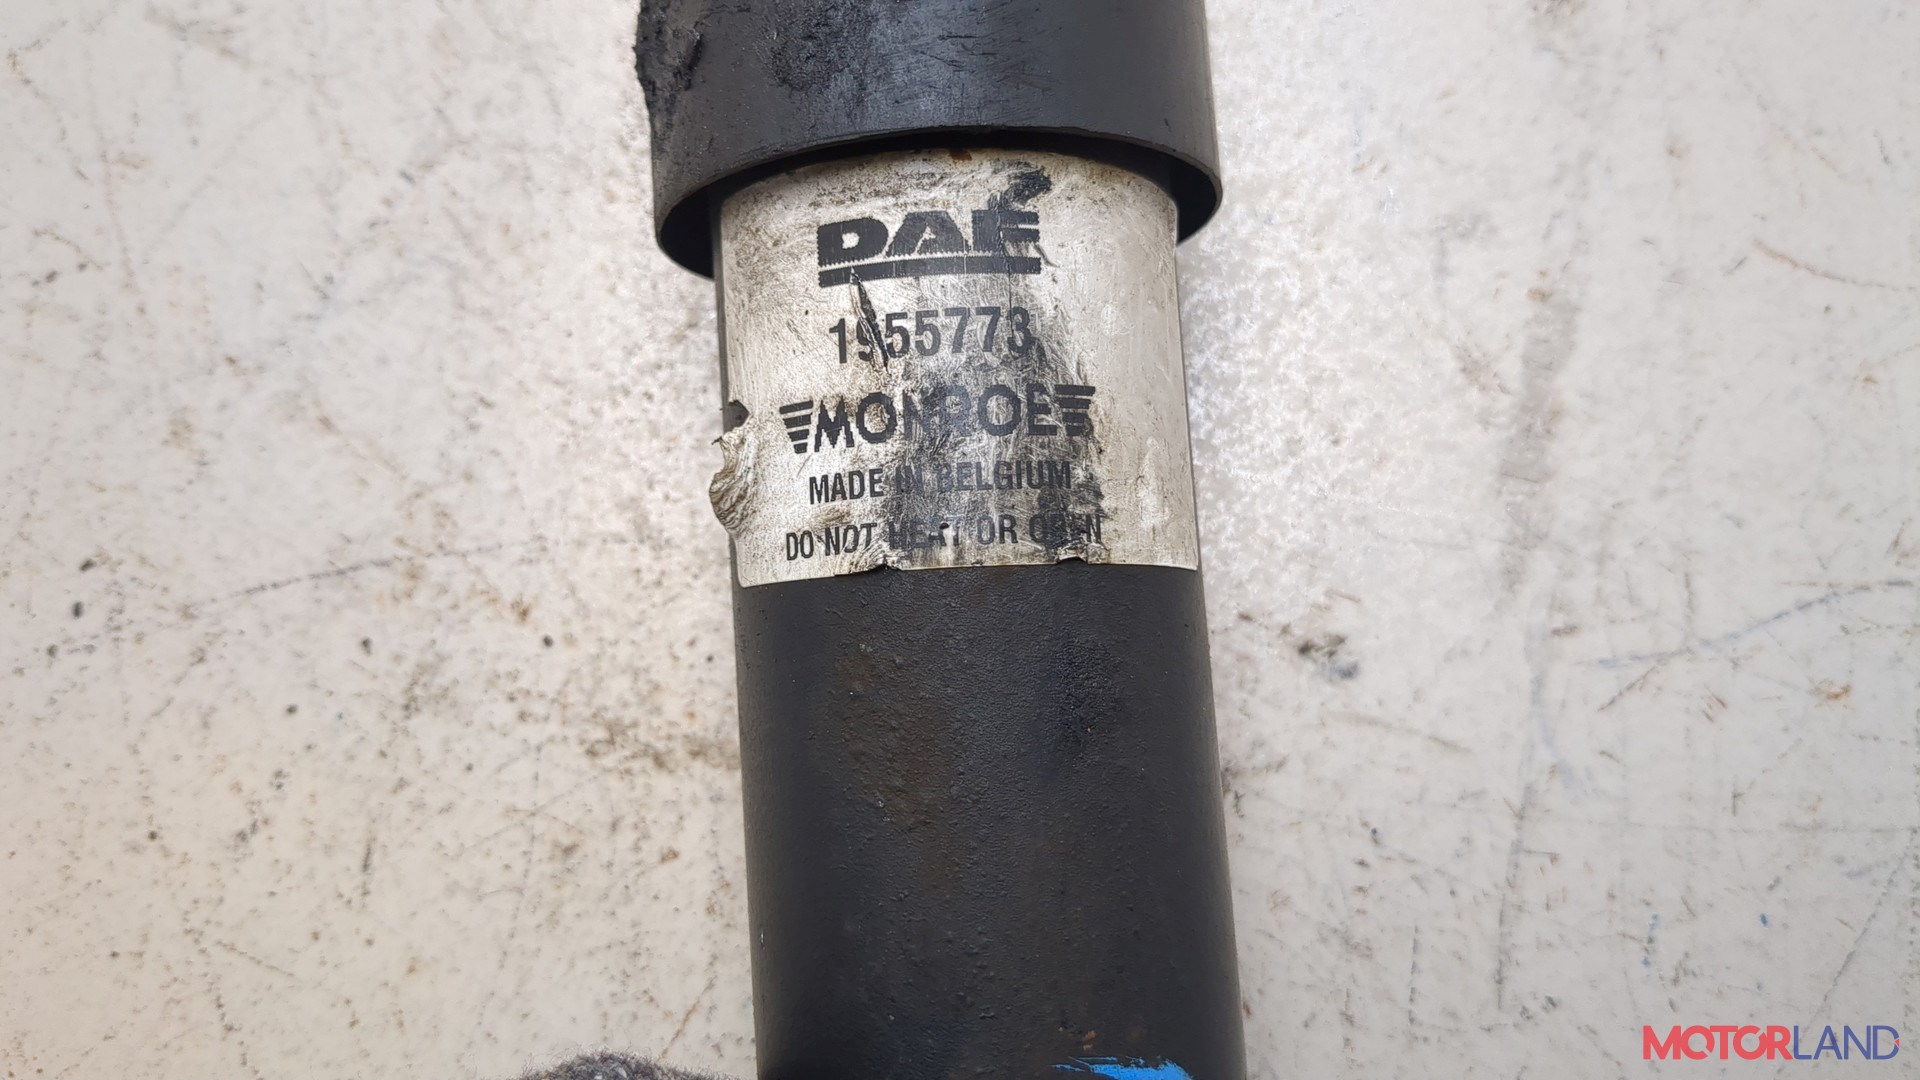 DAF
1955773
MONROE
MADE IN BELGIUM
DO NOT HEAT OR OPEN
MOTORLAND